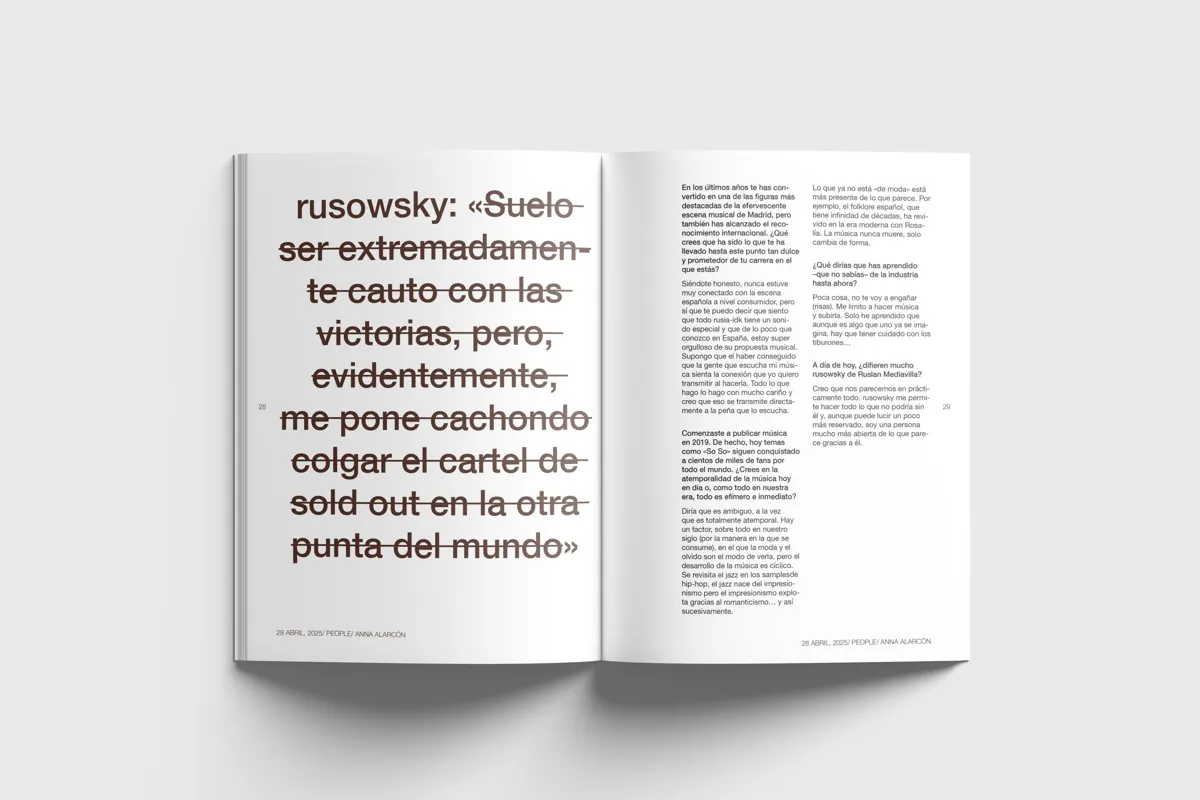 rusowsky: «Suelo
ser extremadamen-
te cauto con las
victorias, pero,
evidentemente,
me pone cachondo
colgar el cartel de
sold out en la otra
punta del mundo»
28
28 ABRIL, 2025/ PEOPLE/ ANNA ALARCÓN
En los últimos años te has con-
vertido en una de las figuras más
destacadas de la efervescente
escena musical de Madrid, pero
también has alcanzado el reco-
nocimiento internacional. ¿Qué
crees que ha sido lo que te ha
llevado hasta este punto tan dulce
y prometedor de tu carrera en el
que estás?
Siéndote honesto, nunca estuve
muy conectado con la escena
española a nivel consumidor, pero
sí que te puedo decir que siento
que todo rusia-idk tiene un soni-
do especial y que de lo poco que
conozco en España, estoy super
orgulloso de su propuesta musical.
Supongo que el haber conseguido
que la gente que escucha mi músi-
ca sienta la conexión que yo quiero
transmitir al hacerla. Todo lo que
hago lo hago con mucho cariño y
creo que eso se transmite directa-
mente a la peña que lo escucha.
Comenzaste a publicar música
en 2019. De hecho, hoy temas
como «So So» siguen conquistado
a cientos de miles de fans por
todo el mundo. ¿Crees en la
atemporalidad de la música hoy
en día o, como todo en nuestra
era, todo es efímero e inmediato?
Diría que es ambiguo, a la vez
que es totalmente atemporal. Hay
un factor, sobre todo en nuestro
siglo (por la manera en la que se
consume), en el que la moda y el
olvido son el modo de verla, pero el
desarrollo de la música es cíclico.
Se revisita el jazz en los samplesde
hip-hop, el jazz nace del impresio-
nismo pero el impresionismo explo-
ta gracias al romanticismo… y así
sucesivamente.
Lo que ya no está «de moda» está
más presente de lo que parece. Por
ejemplo, el folklore español, que
tiene infinidad de décadas, ha revi-
vido en la era moderna con Rosa-
lía. La música nunca muere, solo
cambia de forma.
¿Qué dirías que has aprendido
–que no sabías– de la industria
hasta ahora?
Poca cosa, no te voy a engañar
(risas). Me limito a hacer música
y subirla. Solo he aprendido que
aunque es algo que uno ya se ima-
gina, hay que tener cuidado con los
tiburones…
A día de hoy, ¿difieren mucho
rusowsky de Ruslan Mediavilla?
Creo que nos parecemos en prácti-
camente todo. rusowsky me permi-
te hacer todo lo que no podría sin
él y, aunque puede lucir un poco
más reservado, soy una persona
mucho más abierta de lo que pare-
ce gracias a él.
29
28 ABRIL, 2025/ PEOPLE/ ANNA ALARCÓN